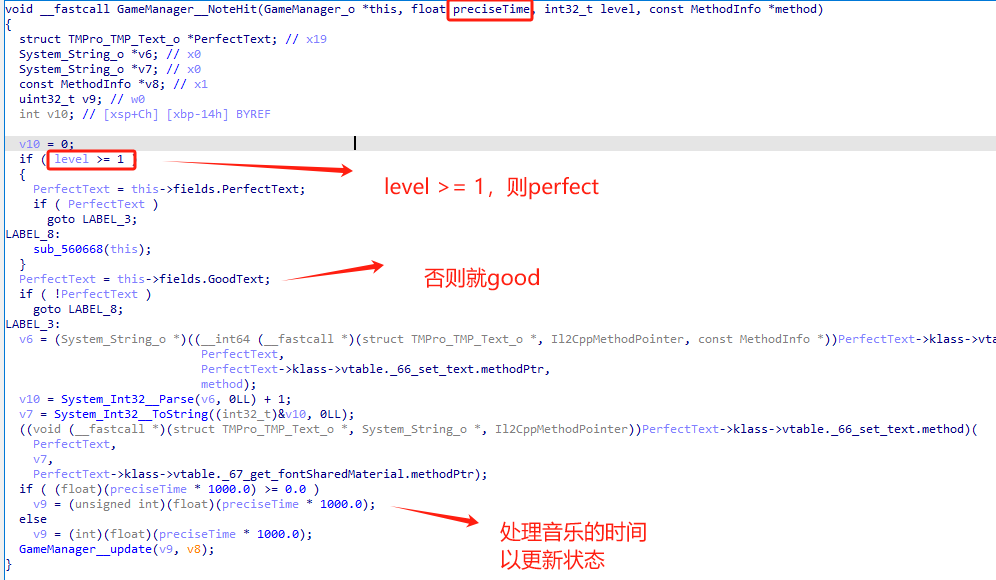 void __fastcall GameManager__NoteHit(GameManager_o *this, float preciseTime, int32_t level, const MethodInfo *method)
{
struct TMPro_TMP_Text_o *PerfectText; // x19
System_String_o *v6; // x0
System_String_o *v7; // x0
const MethodInfo *v8; // x1
uint32_t v9; // w0
int v10; // [xsp+Ch] [xbp-14h] BYREF
v10 = 0;
if ( level >= 1 )
{
PerfectText = this->fields.PerfectText;
if ( PerfectText )
goto LABEL_3;
LABEL_8:
sub_560668(this);
}
PerfectText = this->fields.GoodText;
if ( !PerfectText )
goto LABEL_8;
LABEL_3:
v6 = (System_String_o *)((__int64 (__fastcall *)(struct TMPro_TMP_Text_o *, Il2CppMethodPointer, const MethodInfo *))PerfectText->klass->vta
PerfectText,
PerfectText->klass->vtable._66_set_text.methodPtr,
method);
v10 = System_Int32__Parse(v6, 0LL) + 1;
v7 = System_Int32__ToString((int32_t)&v10, 0LL);
((void (__fastcall *)(struct TMPro_TMP_Text_o *, System_String_o *, Il2CppMethodPointer))PerfectText->klass->vtable._66_set_text.method)(
PerfectText,
v7,
PerfectText->klass->vtable._67_get_fontSharedMaterial.methodPtr);
if ( (float)(preciseTime * 1000.0) >= 0.0 )
v9 = (unsigned int)(float)(preciseTime * 1000.0);
else
v9 = (int)(float)(preciseTime * 1000.0);
GameManager__update(v9, v8);
}
level >= 1，则perfect
否则就good
处理音乐的时间
以更新状态